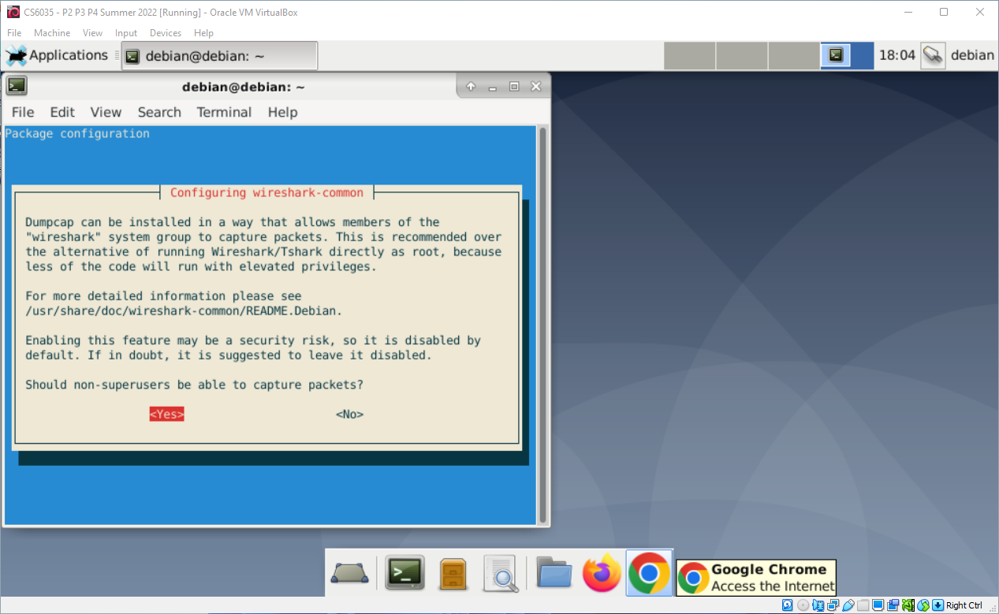 CS6035 - P2 P3 P4 Summer 2022 [Running] - Oracle VM VirtualBox
File Machine View Input Devices Help
Applications debian@debian: ~ 18:04 debian
debian@debian: ~
File Edit View Search Terminal Help
Package configuration
Configuring wireshark-common
Dumpcap can be installed in a way that allows members of the
"wireshark" system group to capture packets. This is recommended over
the alternative of running Wireshark/Tshark directly as root, because
less of the code will run with elevated privileges.
For more detailed information please see
/usr/share/doc/wireshark-common/README.Debian.
Enabling this feature may be a security risk, so it is disabled by
default. If in doubt, it is suggested to leave it disabled.
Should non-superusers be able to capture packets?
<Yes> <No>
Google Chrome
Access the Internet
Right Ctrl